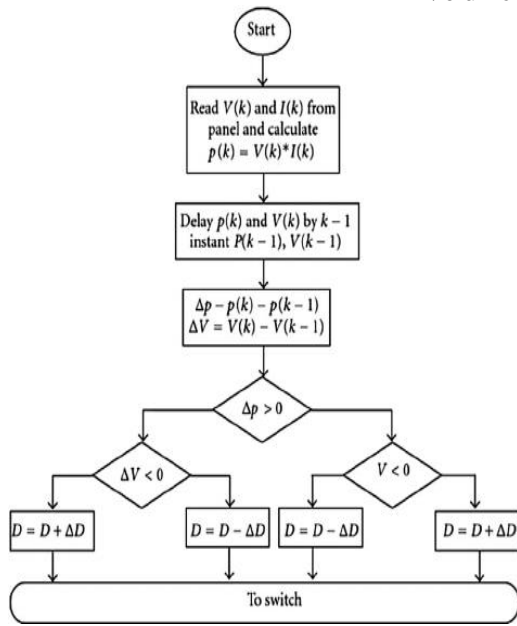 Start
Read V(k) and I(k) from
panel and calculate
p(k) = V(k)*I(k)
Delay p(k) and V(k) by k − 1
instant P(k − 1), V(k − 1)
Δp − p(k) − p(k − 1)
ΔV = V(k) − V(k − 1)
Δp > 0
ΔV < 0
V < 0
D = D + ΔD
D = D − ΔD
D = D − ΔD
D = D + ΔD
To switch